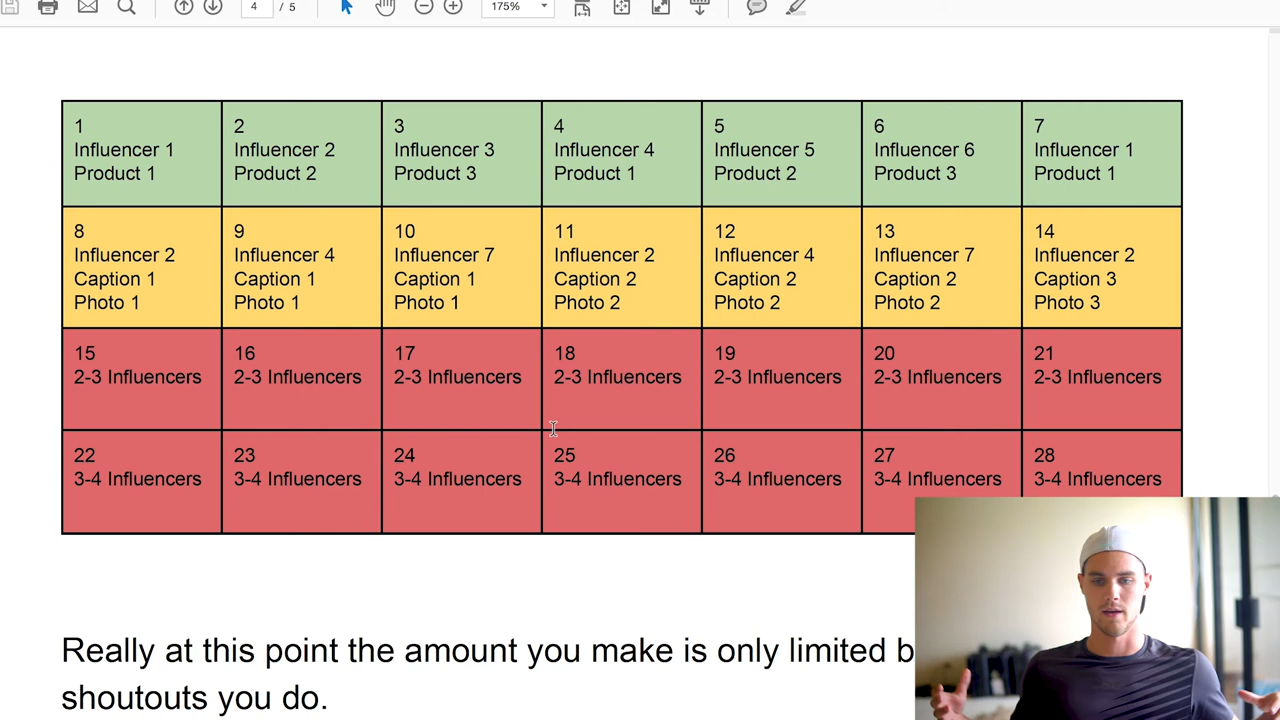 4 / 5
175%
1
Influencer 1
Product 1
2
Influencer 2
Product 2
3
Influencer 3
Product 3
4
Influencer 4
Product 1
5
Influencer 5
Product 2
6
Influencer 6
Product 3
7
Influencer 1
Product 1
8
Influencer 2
Caption 1
Photo 1
9
Influencer 4
Caption 1
Photo 1
10
Influencer 7
Caption 1
Photo 1
11
Influencer 2
Caption 2
Photo 2
12
Influencer 4
Caption 2
Photo 2
13
Influencer 7
Caption 2
Photo 2
14
Influencer 2
Caption 3
Photo 3
15
2-3 Influencers
16
2-3 Influencers
17
2-3 Influencers
18
2-3 Influencers
19
2-3 Influencers
20
2-3 Influencers
21
2-3 Influencers
22
3-4 Influencers
23
3-4 Influencers
24
3-4 Influencers
25
3-4 Influencers
26
3-4 Influencers
27
3-4 Influencers
28
3-4 Influencers
Really at this point the amount you make is only limited
shoutouts you do.